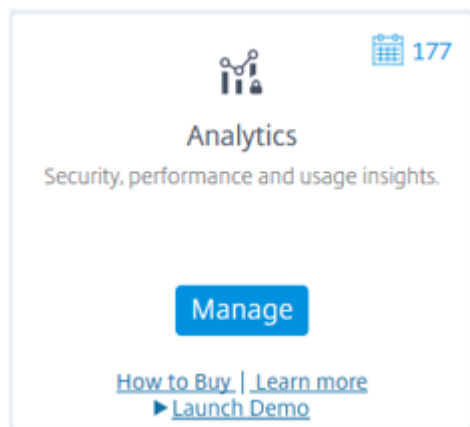 177
Analytics
Security, performance and usage insights.
Manage
How to Buy | Learn more
▶ Launch Demo